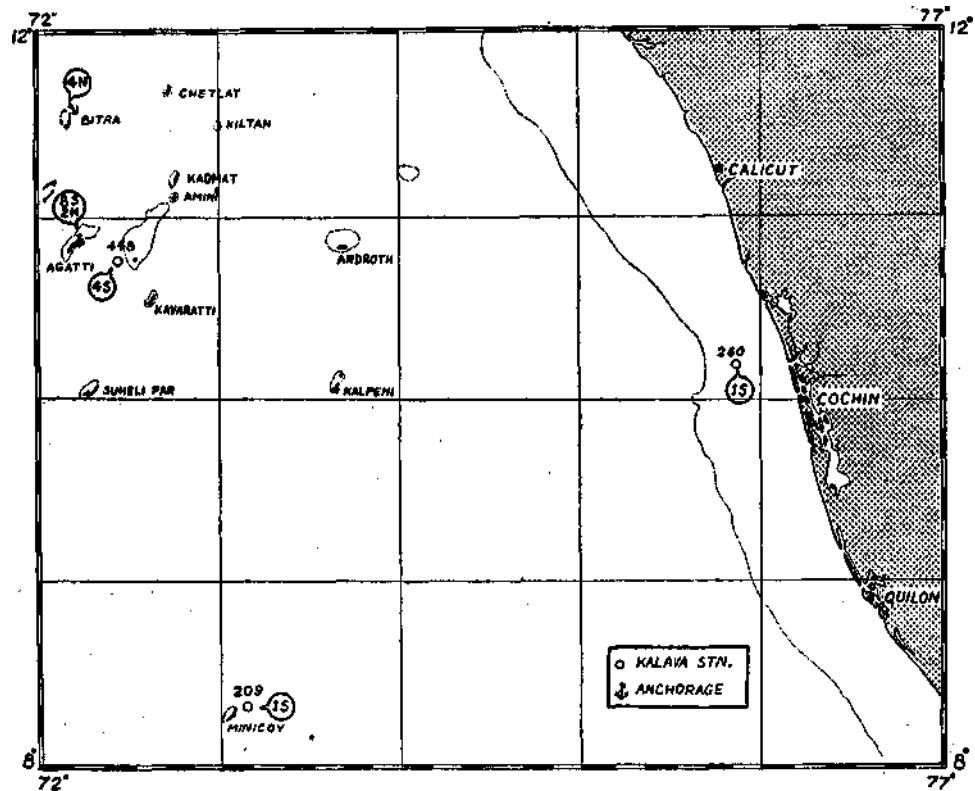 72° 77°
12° 12°
4N
CHETLAT
BITRA
KILTAN
KADMAT
CALICUT
AMINI
2N
448
AGATTI
ANDROTH
4S
KAVARATTI
260
SUHELI PAR
KALPENI
1S
COCHIN
QUILON
KALAVA STN.
ANCHORAGE
209
1S
MINICOY
8° 8°
72° 77°